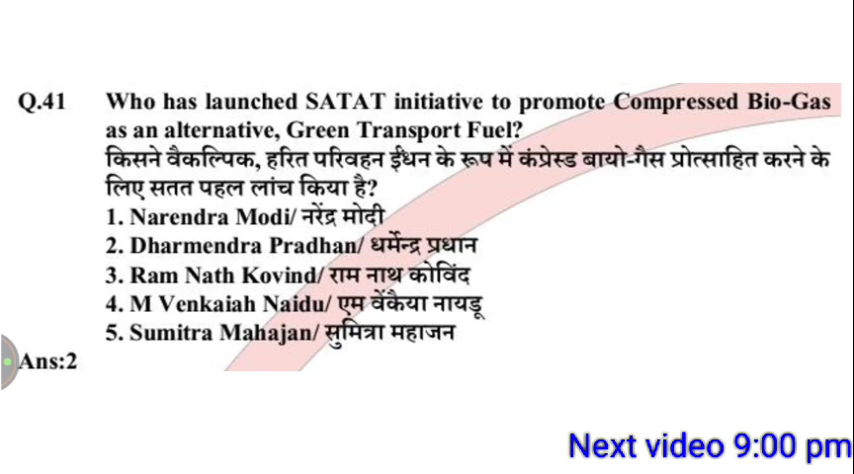 Q.41 Who has launched SATAT initiative to promote Compressed Bio-Gas
as an alternative, Green Transport Fuel?
किसने वैकल्पिक, हरित परिवहन ईंधन के रूप में कंप्रेस्ड बायो-गैस प्रोत्साहित करने के
लिए सतत पहल लांच किया है?
1. Narendra Modi/ नरेंद्र मोदी
2. Dharmendra Pradhan/ धर्मेन्द्र प्रधान
3. Ram Nath Kovind/ राम नाथ कोविंद
4. M Venkaiah Naidu/ एम वेंकैया नायडू
5. Sumitra Mahajan/ सुमित्रा महाजन
Ans:2
Next video 9:00 pm